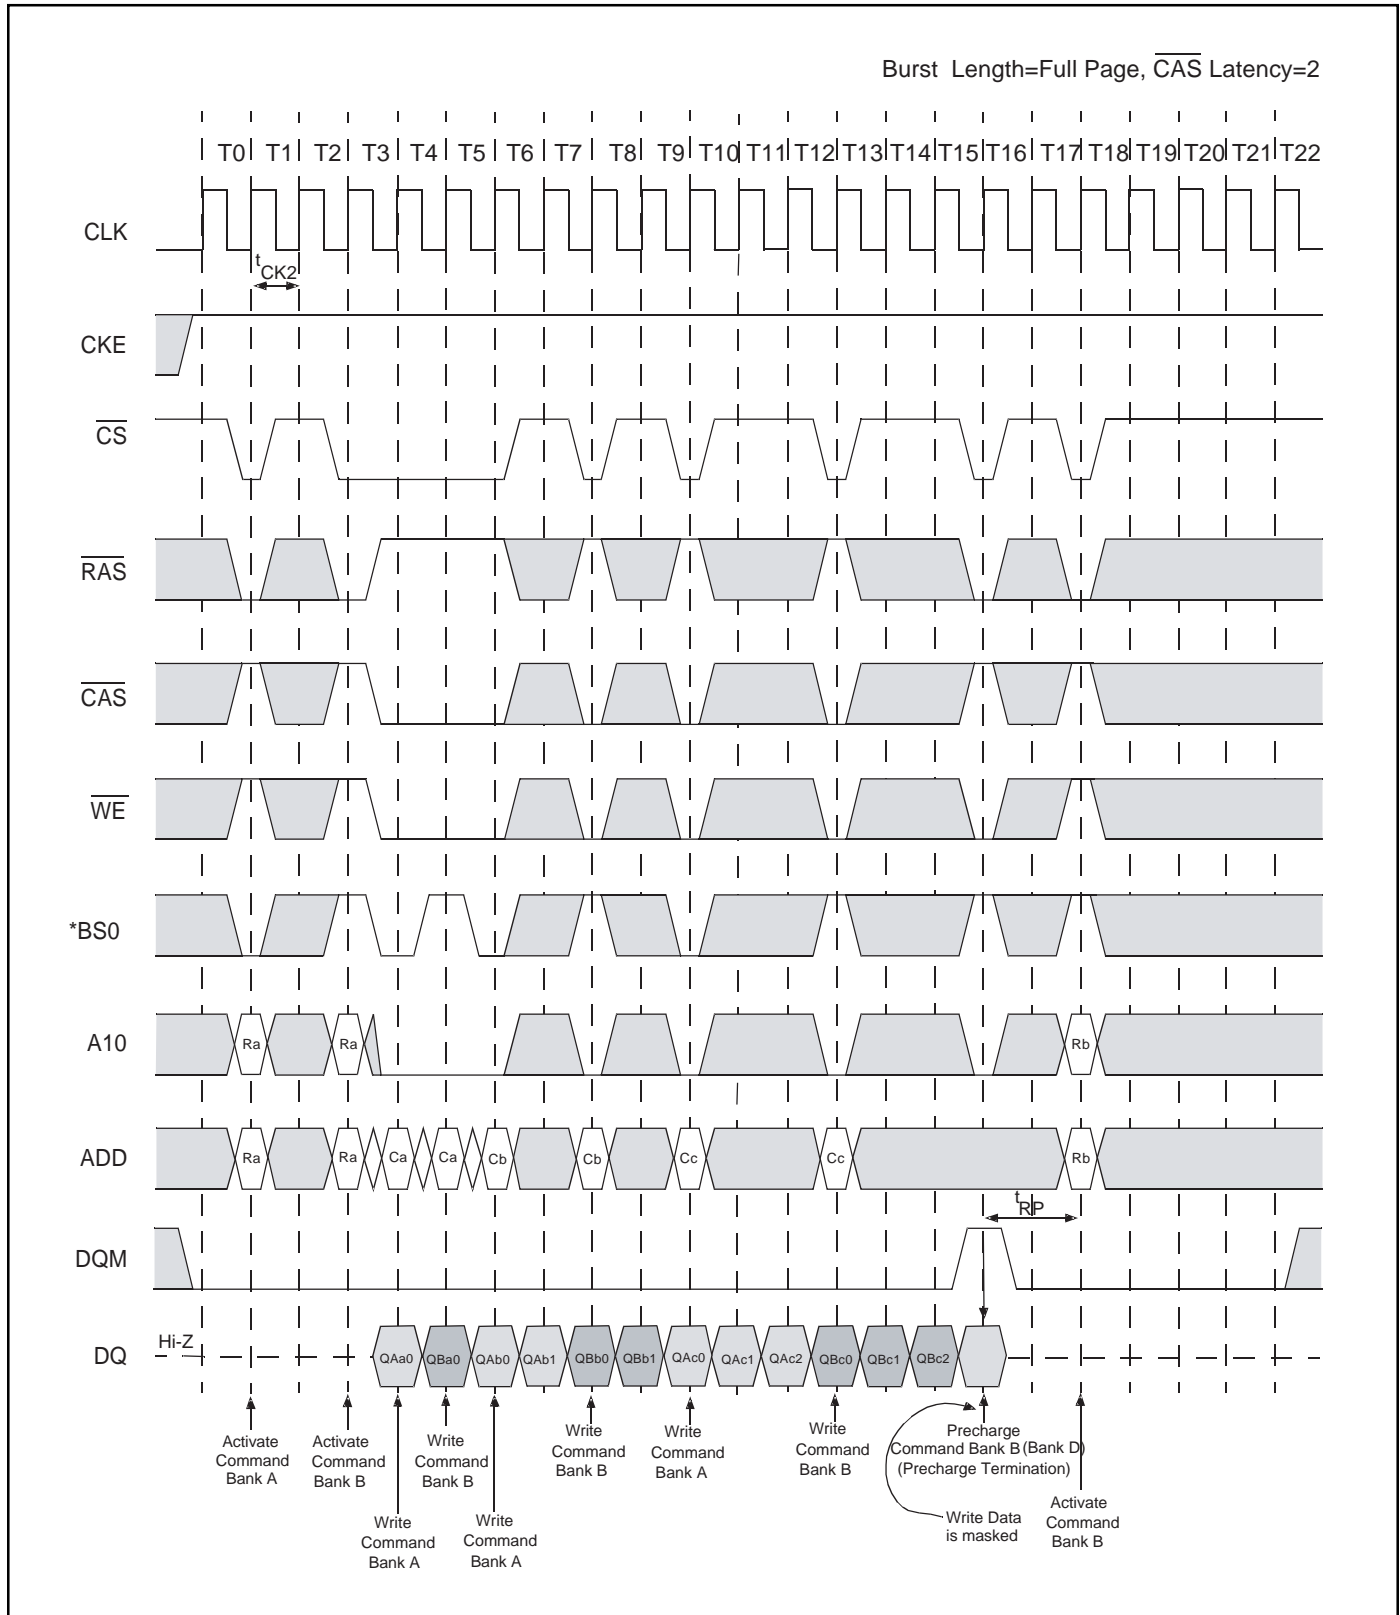 Burst Length=Full Page, CAS Latency=2
T0 T1 T2 T3 T4 T5 T6 T7 T8 T9 T10 T11 T12 T13 T14 T15 T16 T17 T18 T19 T20 T21 T22
CLK
tCK2
CKE
CS
RAS
CAS
WE
*BS0
A10
Ra Ra Rb
ADD
Ra Ra Ca Ca Cb Cb Cc Cc Rb
tRP
DQM
DQ
Hi-Z
QAa0 QBa0 QAb0 QAb1 QBb0 QBb1 QAc0 QAc1 QAc2 QBc0 QBc1 QBc2
Activate
Command
Bank A
Activate
Command
Bank B
Write
Command
Bank A
Write
Command
Bank B
Write
Command
Bank A
Write
Command
Bank B
Write
Command
Bank A
Write
Command
Bank B
Precharge
Command Bank B (Bank D)
(Precharge Termination)
Write Data
is masked
Activate
Command
Bank B